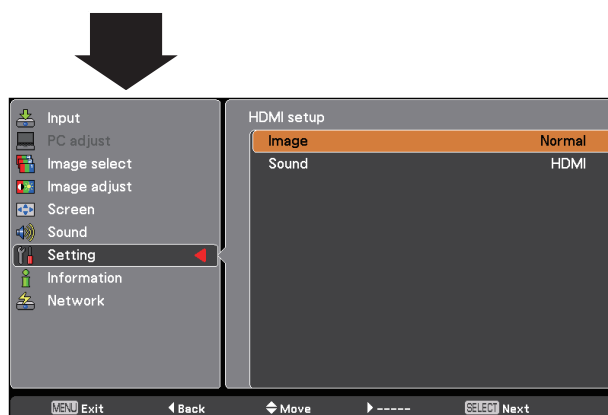 Input
PC adjust
Image select
Image adjust
Screen
Sound
Setting
Information
Network
HDMI setup
Image Normal
Sound HDMI
MENU Exit Back Move ----- SELECT Next